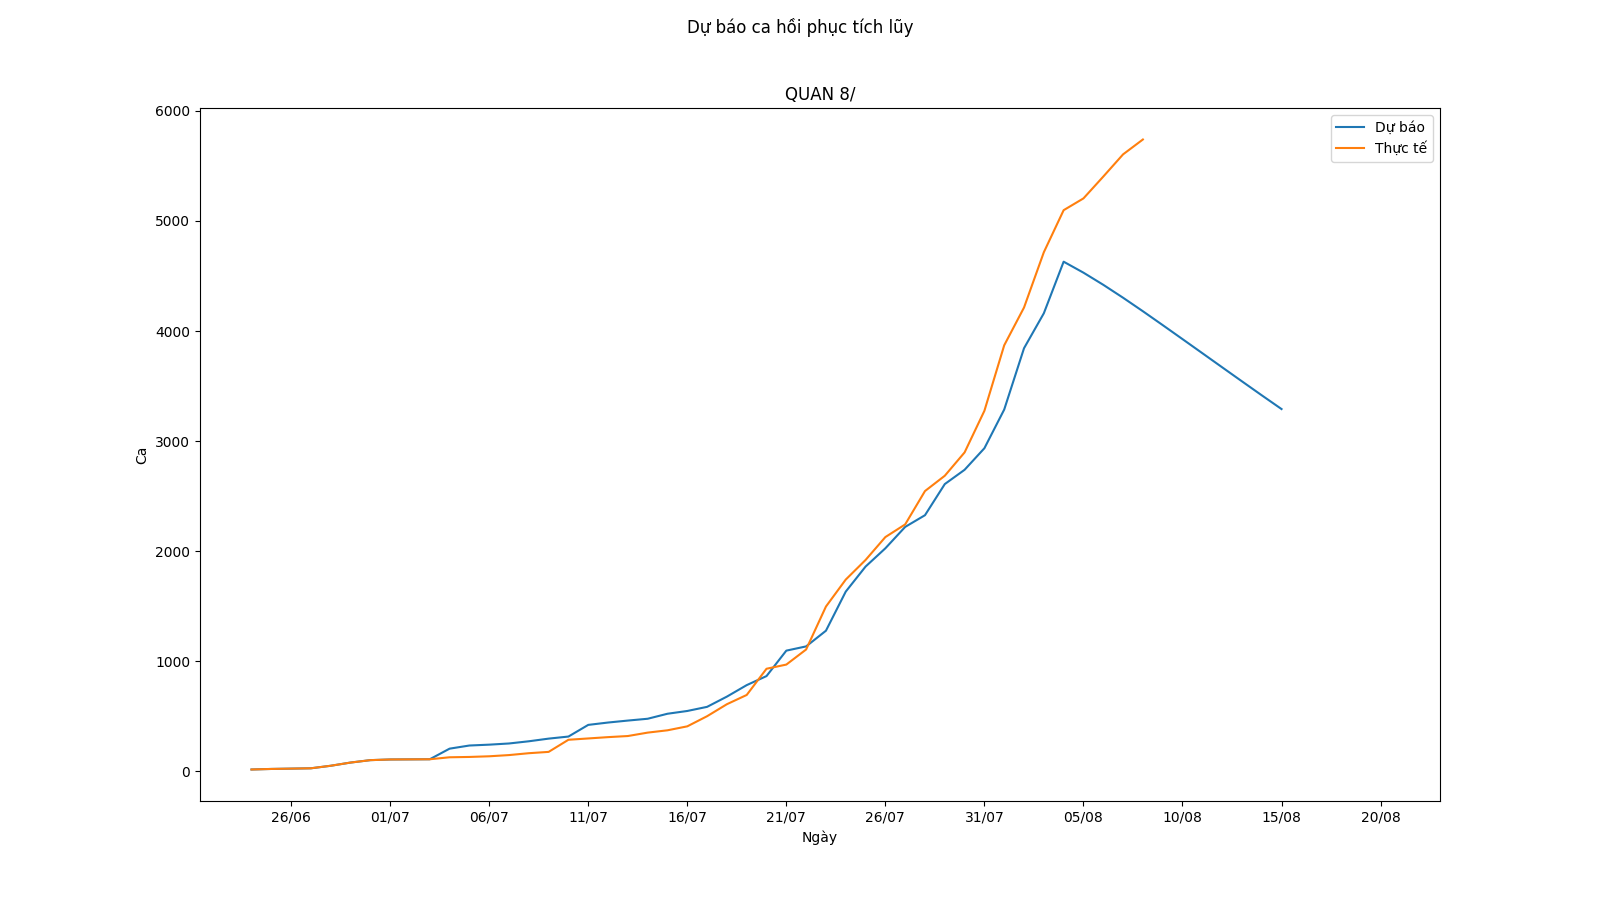 Dự báo ca hồi phục tích lũy
QUAN 8/
6000
5000
4000
3000
2000
1000
0
Ca
Dự báo
Thực tế
26/06 01/07 06/07 11/07 16/07 21/07 26/07 31/07 05/08 10/08 15/08 20/08
Ngày